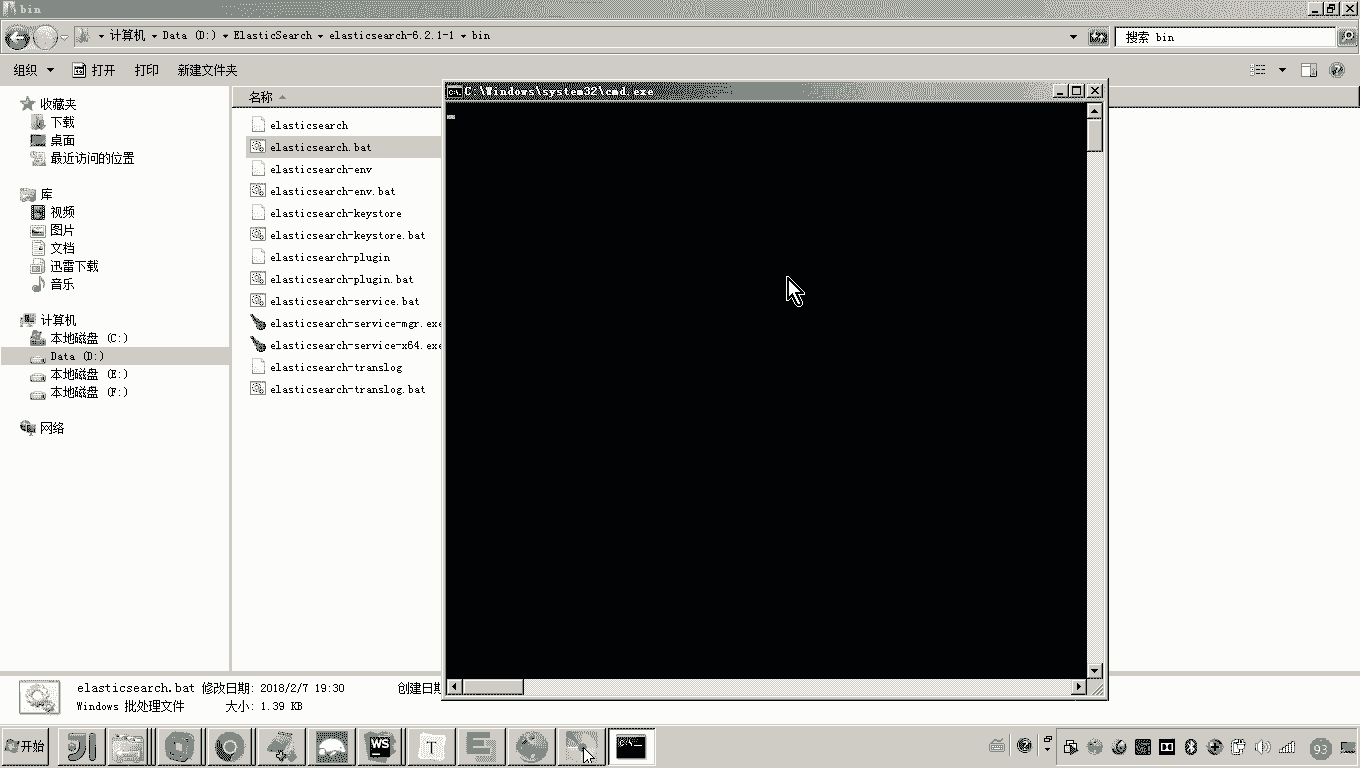 bin
计算机 Data (D:) ElasticSearch elasticsearch-6.2.1-1 bin
搜索 bin
组织 打开 打印 新建文件夹
收藏夹
下载
桌面
最近访问的位置
库
视频
图片
文档
迅雷下载
音乐
计算机
本地磁盘 (C:)
Data (D:)
本地磁盘 (E:)
本地磁盘 (F:)
网络
名称
elasticsearch
elasticsearch.bat
elasticsearch-env
elasticsearch-env.bat
elasticsearch-keystore
elasticsearch-keystore.bat
elasticsearch-plugin
elasticsearch-plugin.bat
elasticsearch-service.bat
elasticsearch-service-mgr.exe
elasticsearch-service-x64.exe
elasticsearch-translog
elasticsearch-translog.bat
C:\Windows\system32\cmd.exe
elasticsearch.bat 修改日期: 2018/2/7 19:30 创建日期
Windows 批处理文件 大小: 1.39 KB
开始 WS T 93